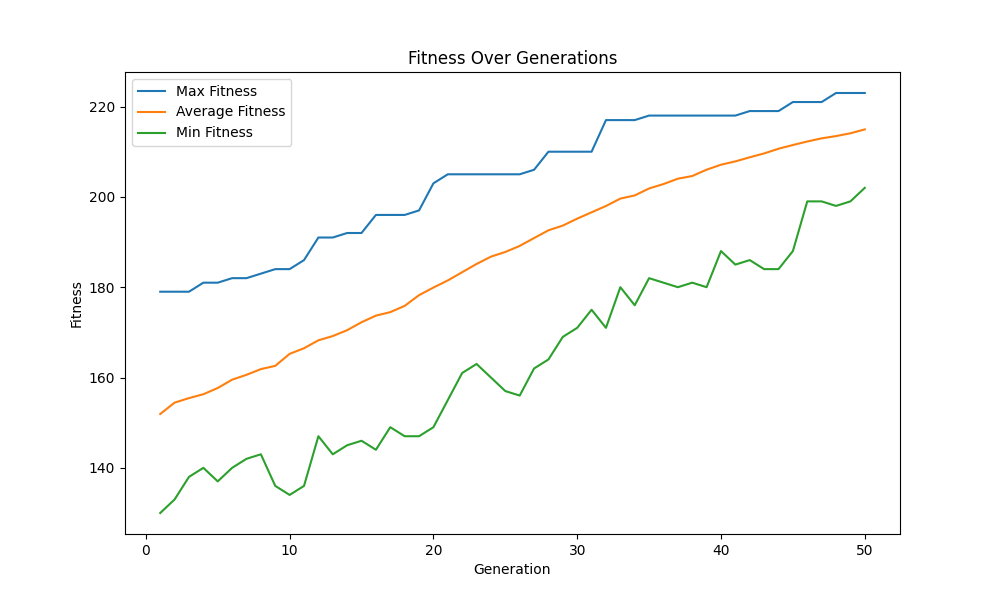 Fitness Over Generations
Max Fitness
Average Fitness
Min Fitness
Fitness
220
200
180
160
140
0 10 20 30 40 50
Generation